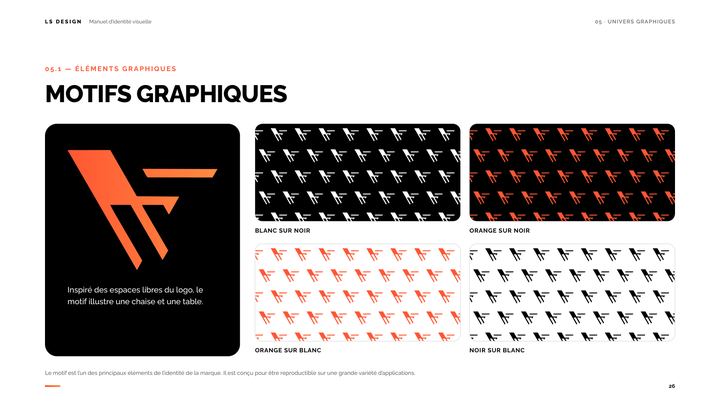 LS DESIGN Manuel d'identité visuelle
05 - UNIVERS GRAPHIQUES
05.1 — ÉLÉMENTS GRAPHIQUES
MOTIFS GRAPHIQUES
Inspiré des espaces libres du logo, le
motif illustre une chaise et une table.
BLANC SUR NOIR
ORANGE SUR NOIR
ORANGE SUR BLANC
NOIR SUR BLANC
Le motif est l'un des principaux éléments de l'identité de la marque. Il est conçu pour être reproductible sur une grande variété d'applications.
26